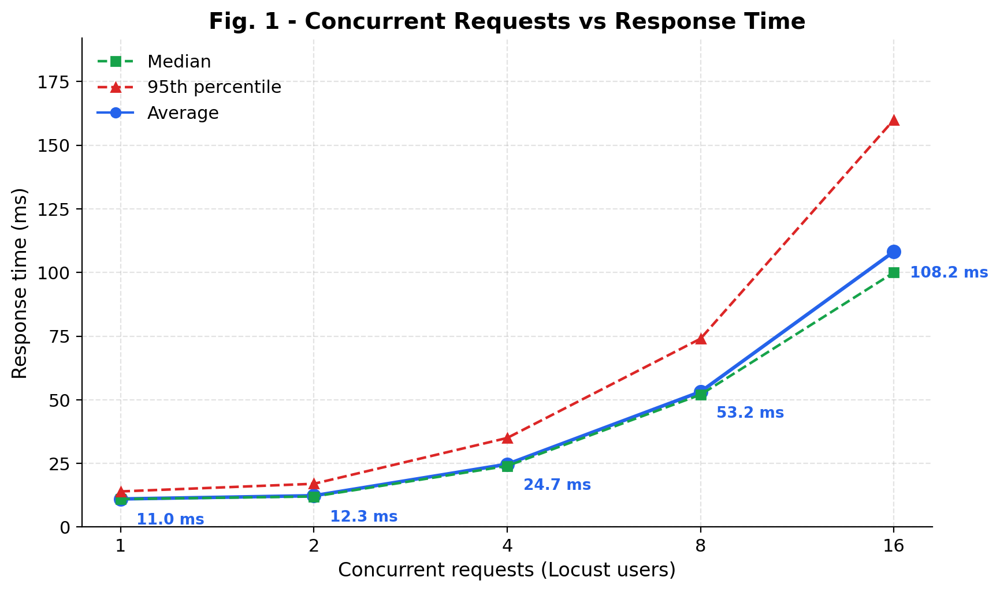 Fig. 1 - Concurrent Requests vs Response Time
Median
95th percentile
Average
Response time (ms)
175
150
125
100
75
50
25
0
11.0 ms
12.3 ms
24.7 ms
53.2 ms
108.2 ms
1 2 4 8 16
Concurrent requests (Locust users)